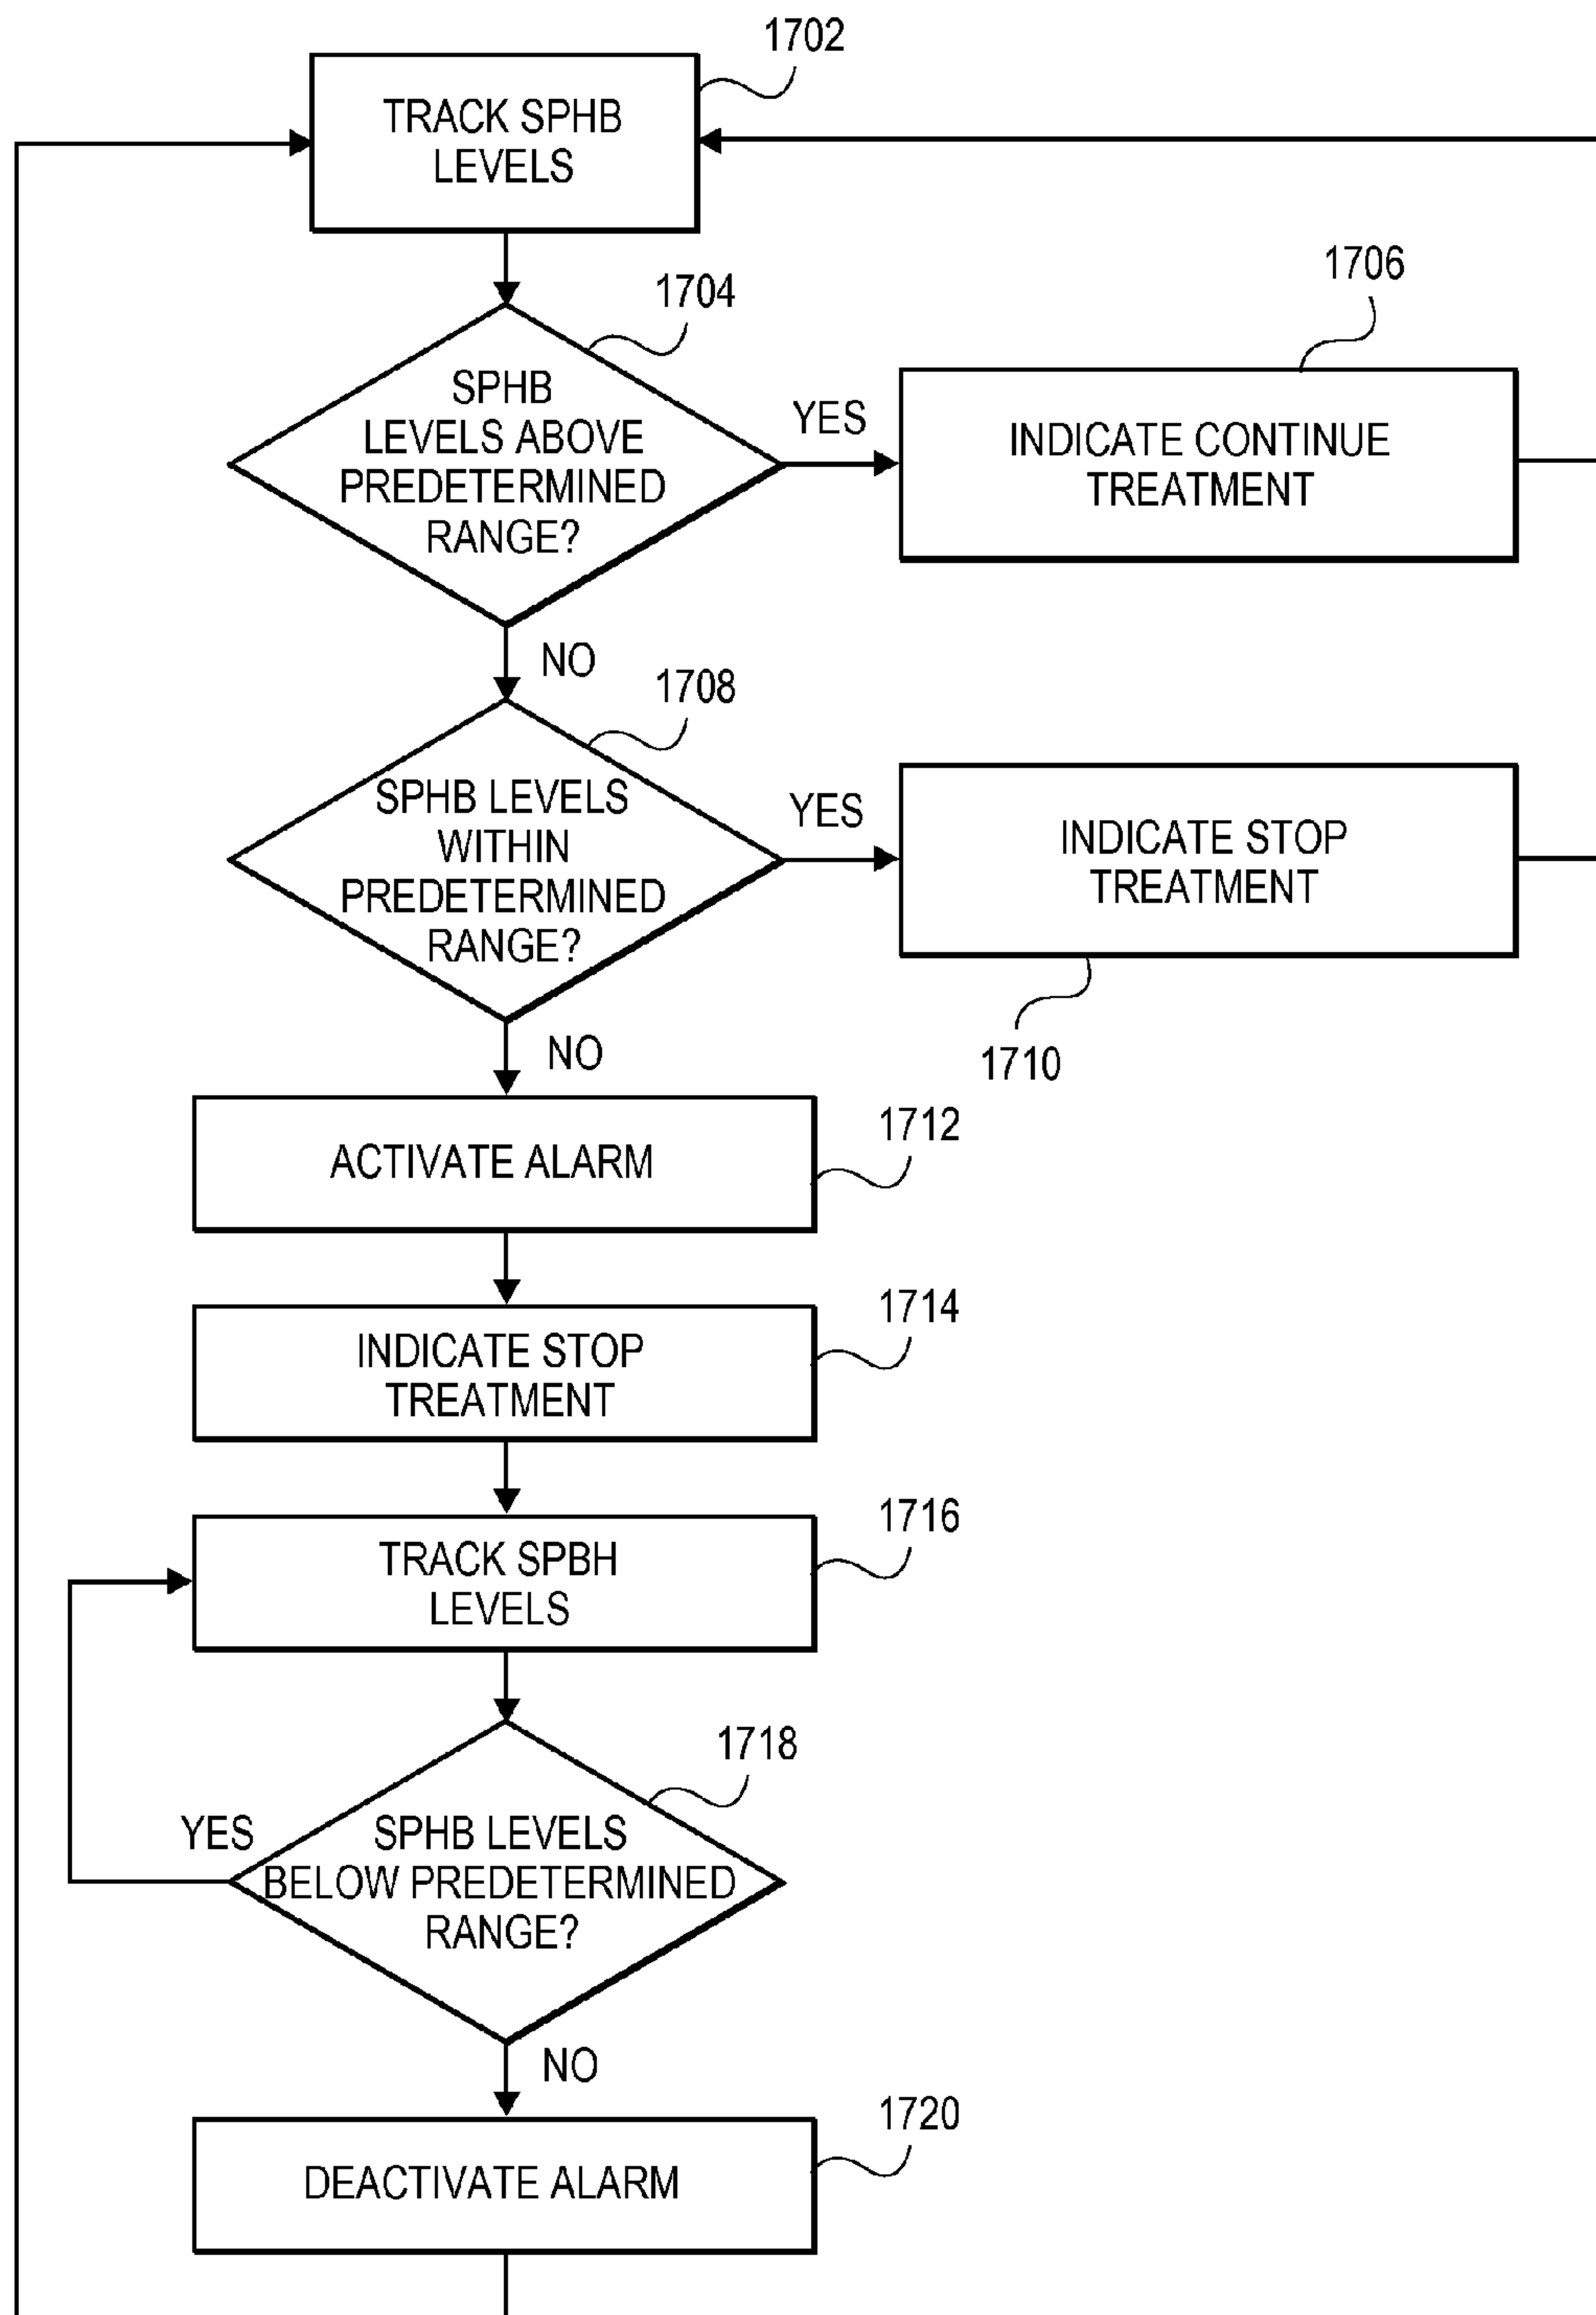 1702
TRACK SPHB
LEVELS
1704
SPHB
LEVELS ABOVE
PREDETERMINED
RANGE?
YES
1706
INDICATE CONTINUE
TREATMENT
NO
1708
SPHB LEVELS
WITHIN
PREDETERMINED
RANGE?
YES
INDICATE STOP
TREATMENT
1710
NO
ACTIVATE ALARM
1712
INDICATE STOP
TREATMENT
1714
TRACK SPBH
LEVELS
1716
1718
SPHB LEVELS
BELOW PREDETERMINED
RANGE?
YES
NO
DEACTIVATE ALARM
1720